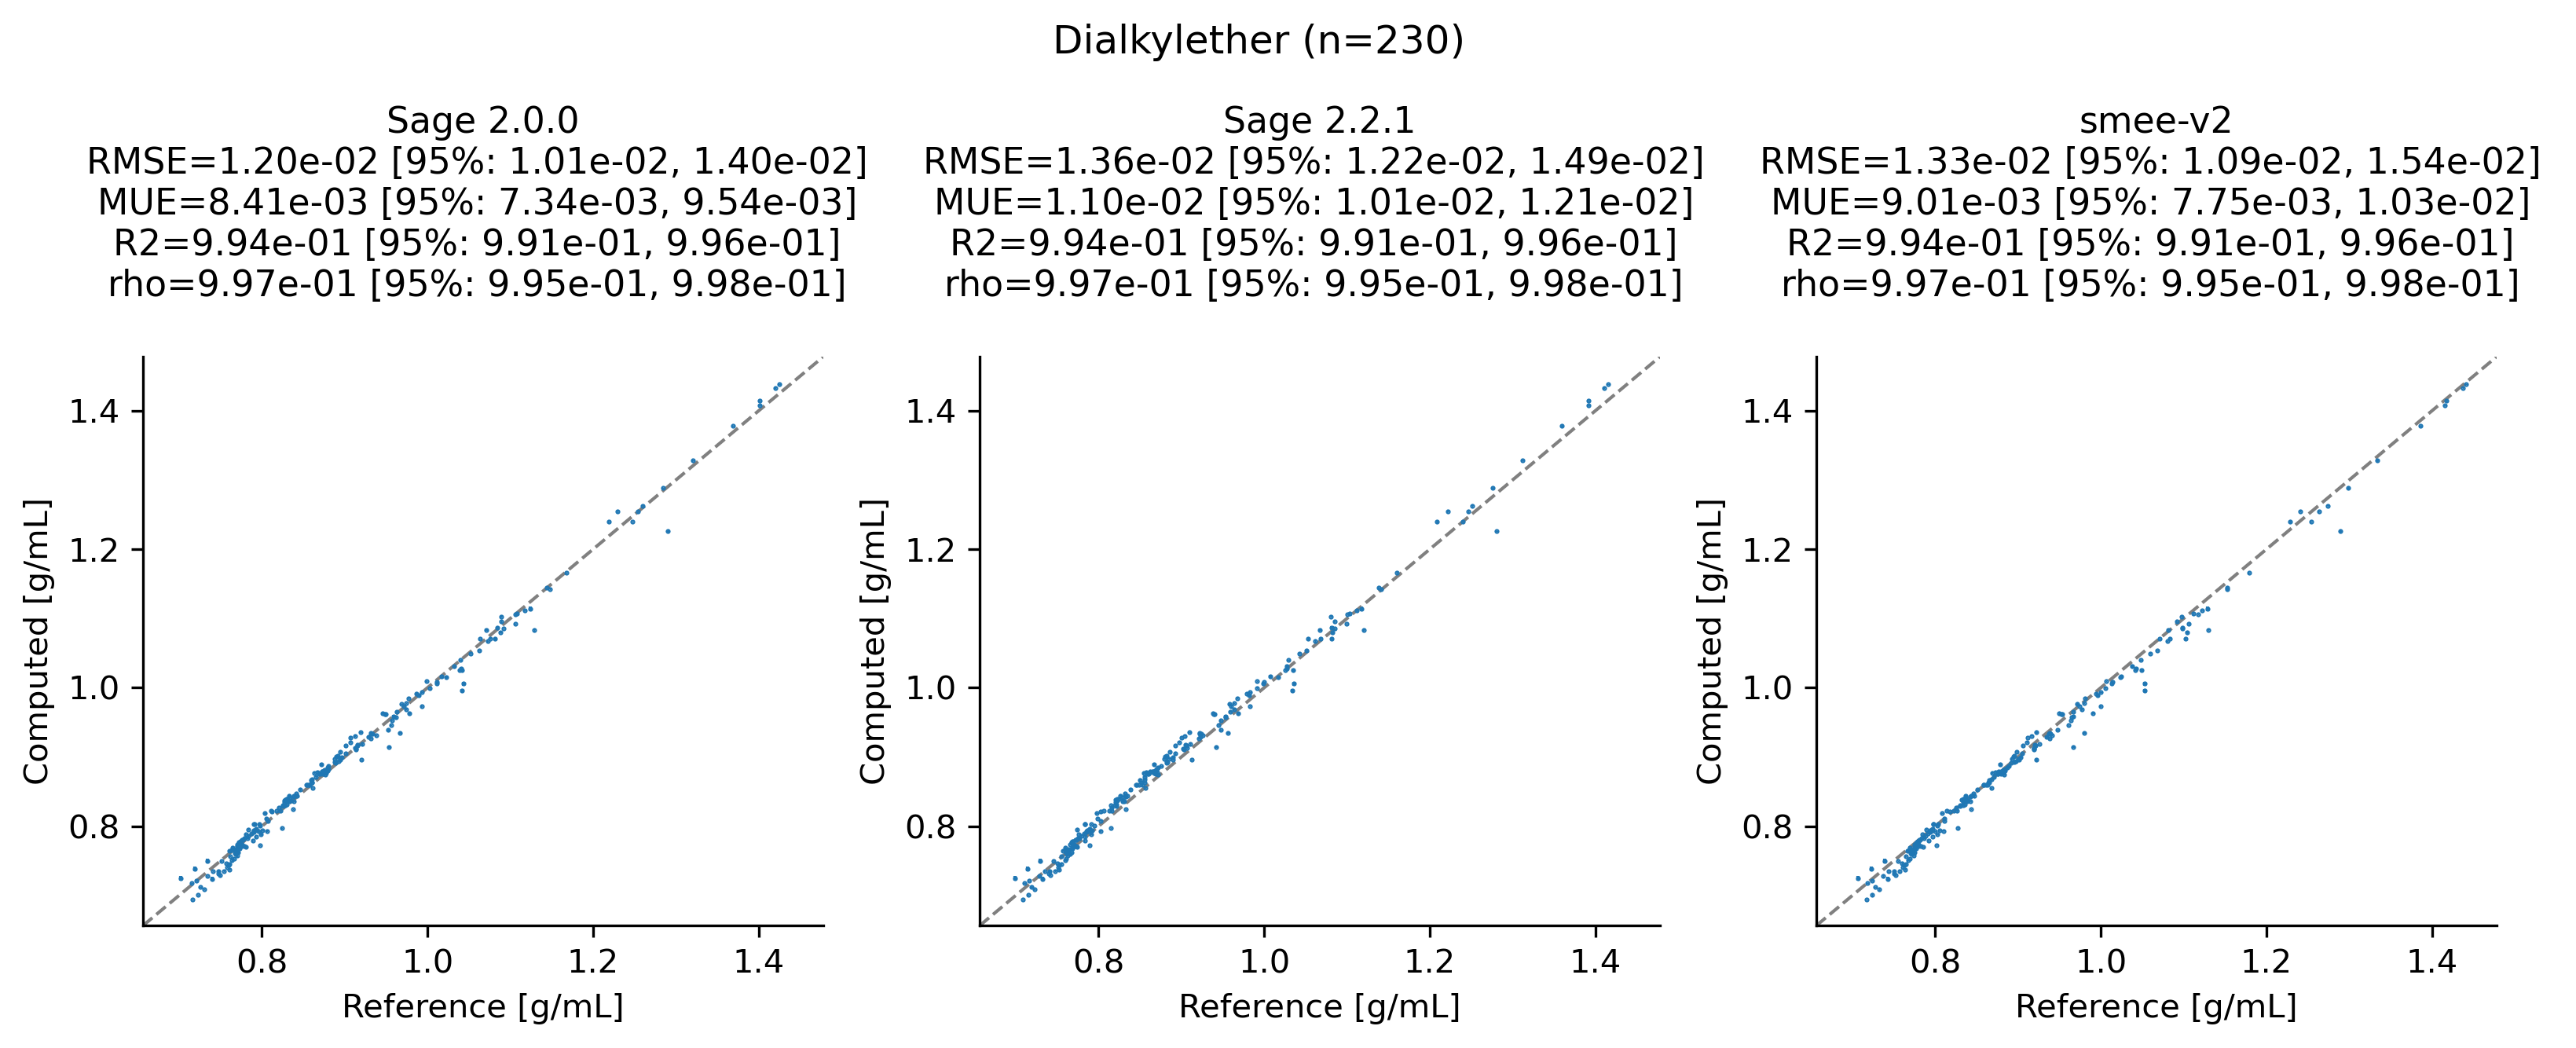 Dialkylether (n=230)
Sage 2.0.0
RMSE=1.20e-02 [95%: 1.01e-02, 1.40e-02]
MUE=8.41e-03 [95%: 7.34e-03, 9.54e-03]
R2=9.94e-01 [95%: 9.91e-01, 9.96e-01]
rho=9.97e-01 [95%: 9.95e-01, 9.98e-01]
1.4
1.2
1.0
0.8
Computed [g/mL]
0.8 1.0 1.2 1.4
Reference [g/mL]
Sage 2.2.1
RMSE=1.36e-02 [95%: 1.22e-02, 1.49e-02]
MUE=1.10e-02 [95%: 1.01e-02, 1.21e-02]
R2=9.94e-01 [95%: 9.91e-01, 9.96e-01]
rho=9.97e-01 [95%: 9.95e-01, 9.98e-01]
1.4
1.2
1.0
0.8
Computed [g/mL]
0.8 1.0 1.2 1.4
Reference [g/mL]
smee-v2
RMSE=1.33e-02 [95%: 1.09e-02, 1.54e-02]
MUE=9.01e-03 [95%: 7.75e-03, 1.03e-02]
R2=9.94e-01 [95%: 9.91e-01, 9.96e-01]
rho=9.97e-01 [95%: 9.95e-01, 9.98e-01]
1.4
1.2
1.0
0.8
Computed [g/mL]
0.8 1.0 1.2 1.4
Reference [g/mL]